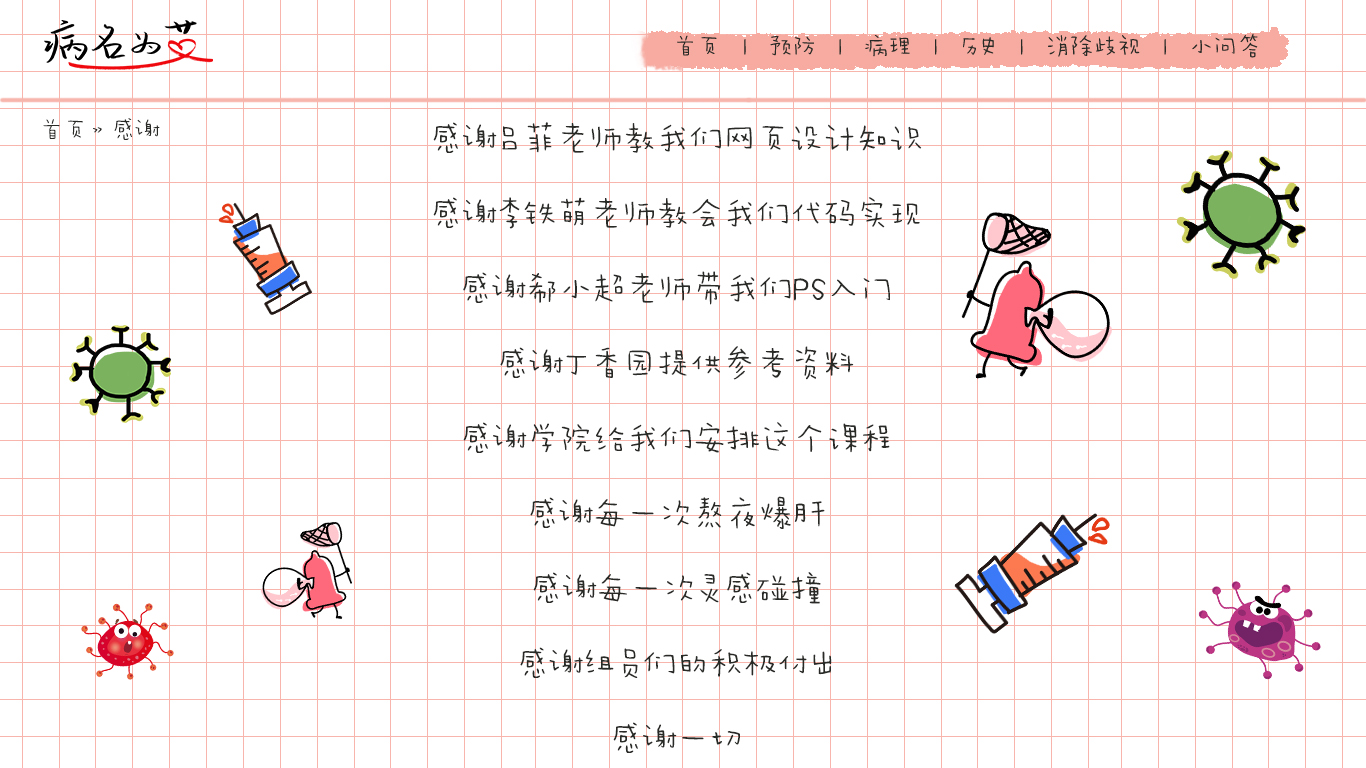 病名为艾
首页 | 预防 | 病理 | 历史 | 消除歧视 | 小问答
首页 » 感谢
感谢吕菲老师教我们网页设计知识
感谢李铁萌老师教会我们代码实现
感谢郗小超老师带我们PS入门
感谢丁香园提供参考资料
感谢学院给我们安排这个课程
感谢每一次熬夜爆肝
感谢每一次灵感碰撞
感谢组员们的积极付出
感谢一切